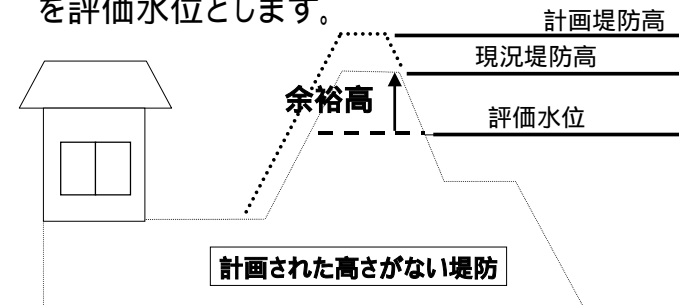 を評価水位とします。
計画堤防高
現況堤防高
余裕高
評価水位
計画された高さがない堤防